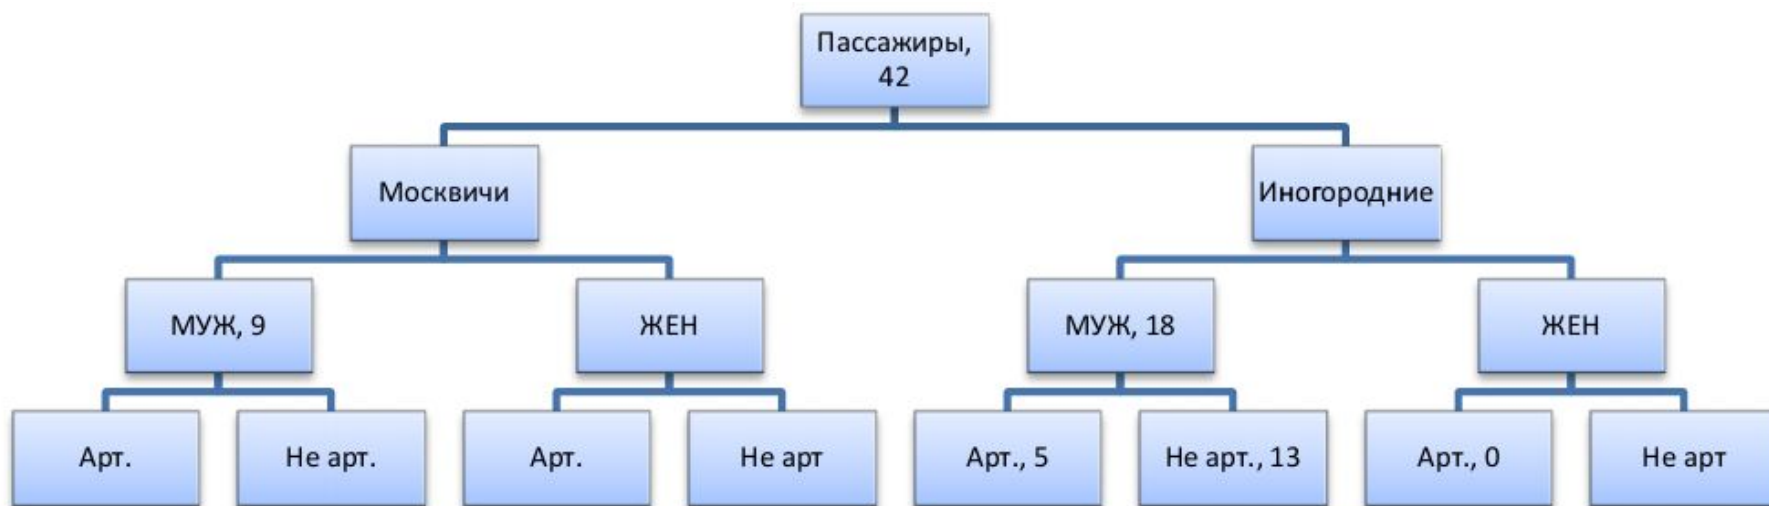 Пассажиры,
42
Москвичи
Иногородние
МУЖ, 9
ЖЕН
МУЖ, 18
ЖЕН
Арт.
Не арт.
Арт.
Не арт
Арт., 5
Не арт., 13
Арт., 0
Не арт